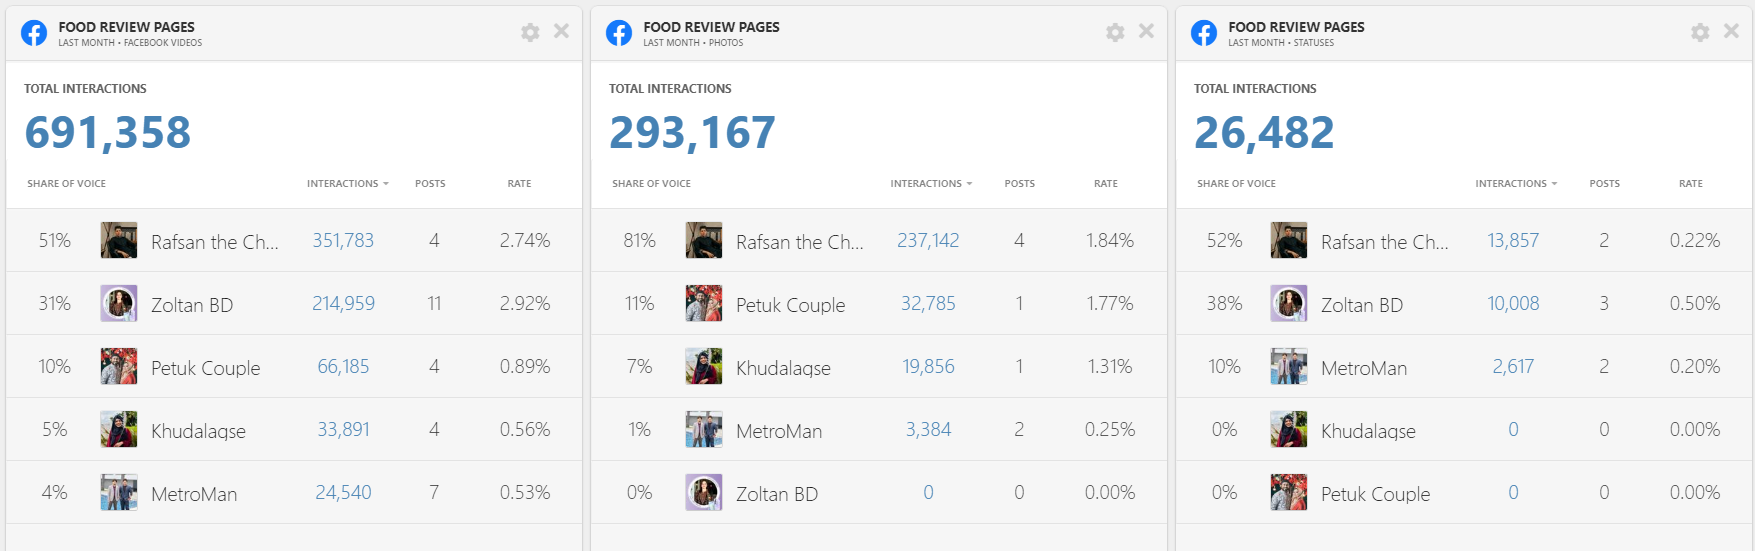 FOOD REVIEW PAGES
LAST MONTH • FACEBOOK VIDEOS
TOTAL INTERACTIONS
691,358
SHARE OF VOICE INTERACTIONS POSTS RATE
51% Rafsan the Ch... 351,783 4 2.74%
31% Zoltan BD 214,959 11 2.92%
10% Petuk Couple 66,185 4 0.89%
5% Khudalagse 33,891 4 0.56%
4% MetroMan 24,540 7 0.53%
FOOD REVIEW PAGES
LAST MONTH • PHOTOS
TOTAL INTERACTIONS
293,167
SHARE OF VOICE INTERACTIONS POSTS RATE
81% Rafsan the Ch... 237,142 4 1.84%
11% Petuk Couple 32,785 1 1.77%
7% Khudalagse 19,856 1 1.31%
1% MetroMan 3,384 2 0.25%
0% Zoltan BD 0 0 0.00%
FOOD REVIEW PAGES
LAST MONTH • STATUSES
TOTAL INTERACTIONS
26,482
SHARE OF VOICE INTERACTIONS POSTS RATE
52% Rafsan the Ch... 13,857 2 0.22%
38% Zoltan BD 10,008 3 0.50%
10% MetroMan 2,617 2 0.20%
0% Khudalagse 0 0 0.00%
0% Petuk Couple 0 0 0.00%